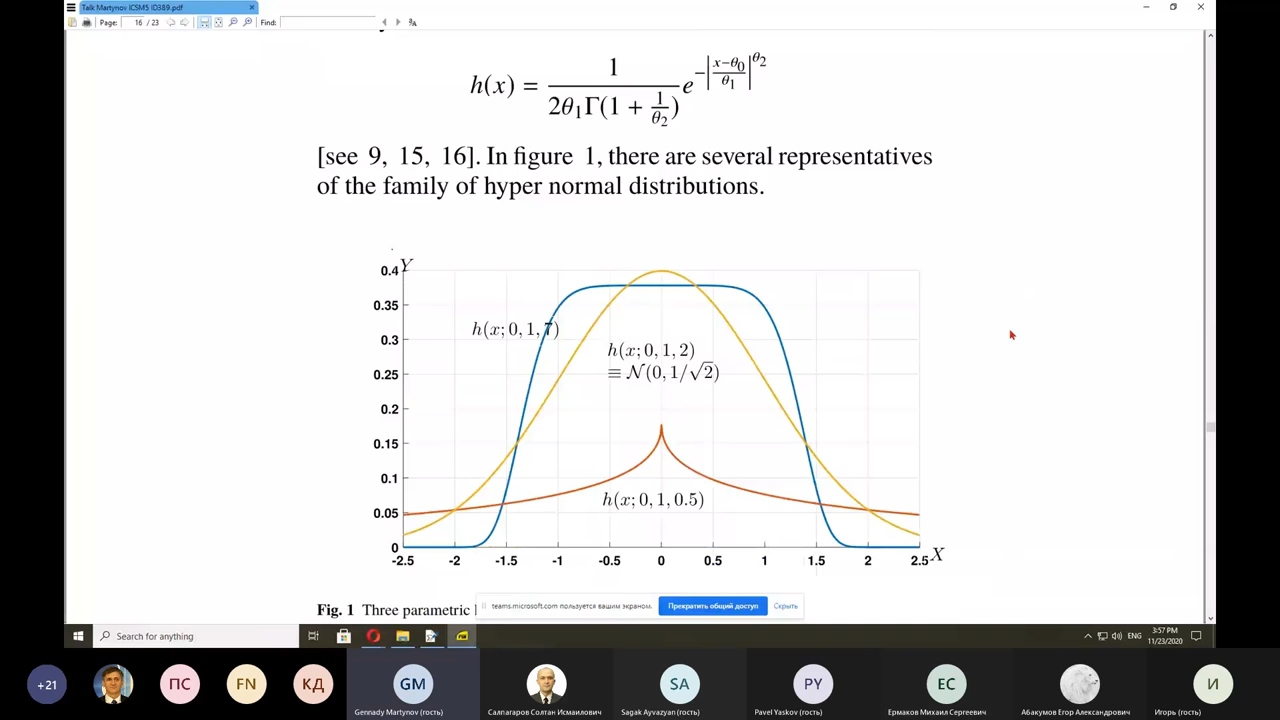 Talk Martynov ICSM5 ID389.pdf
Page: 16 / 23 Find:
h(x) = 1 / 2θ₁Γ(1 + 1/θ₂) e^{-|x-θ₀ / θ₁|^{θ₂}}
[see 9, 15, 16]. In figure 1, there are several representatives
of the family of hyper normal distributions.
Y
0.4
0.35
0.3
0.25
0.2
0.15
0.1
0.05
0
h(x; 0, 1, 7)
h(x; 0, 1, 2)
≡ 𝒩(0, 1/√2)
h(x; 0, 1, 0.5)
-2.5 -2 -1.5 -1 -0.5 0 0.5 1 1.5 2 2.5 X
Fig. 1 Three parametric
teams.microsoft.com пользуется вашим экраном. Прекратить общий доступ Скрыть
Search for anything
ENG
3:57 PM
11/23/2020
+21 ПС FN КД GM SA PY EC И
Gennady Martynov (гость) Салпагаров Солтан Исмаилович Sagak Ayvazyan (гость) Pavel Yaskov (гость) Ермаков Михаил Сергеевич Абакумов Егор Александрович Игорь (гость)